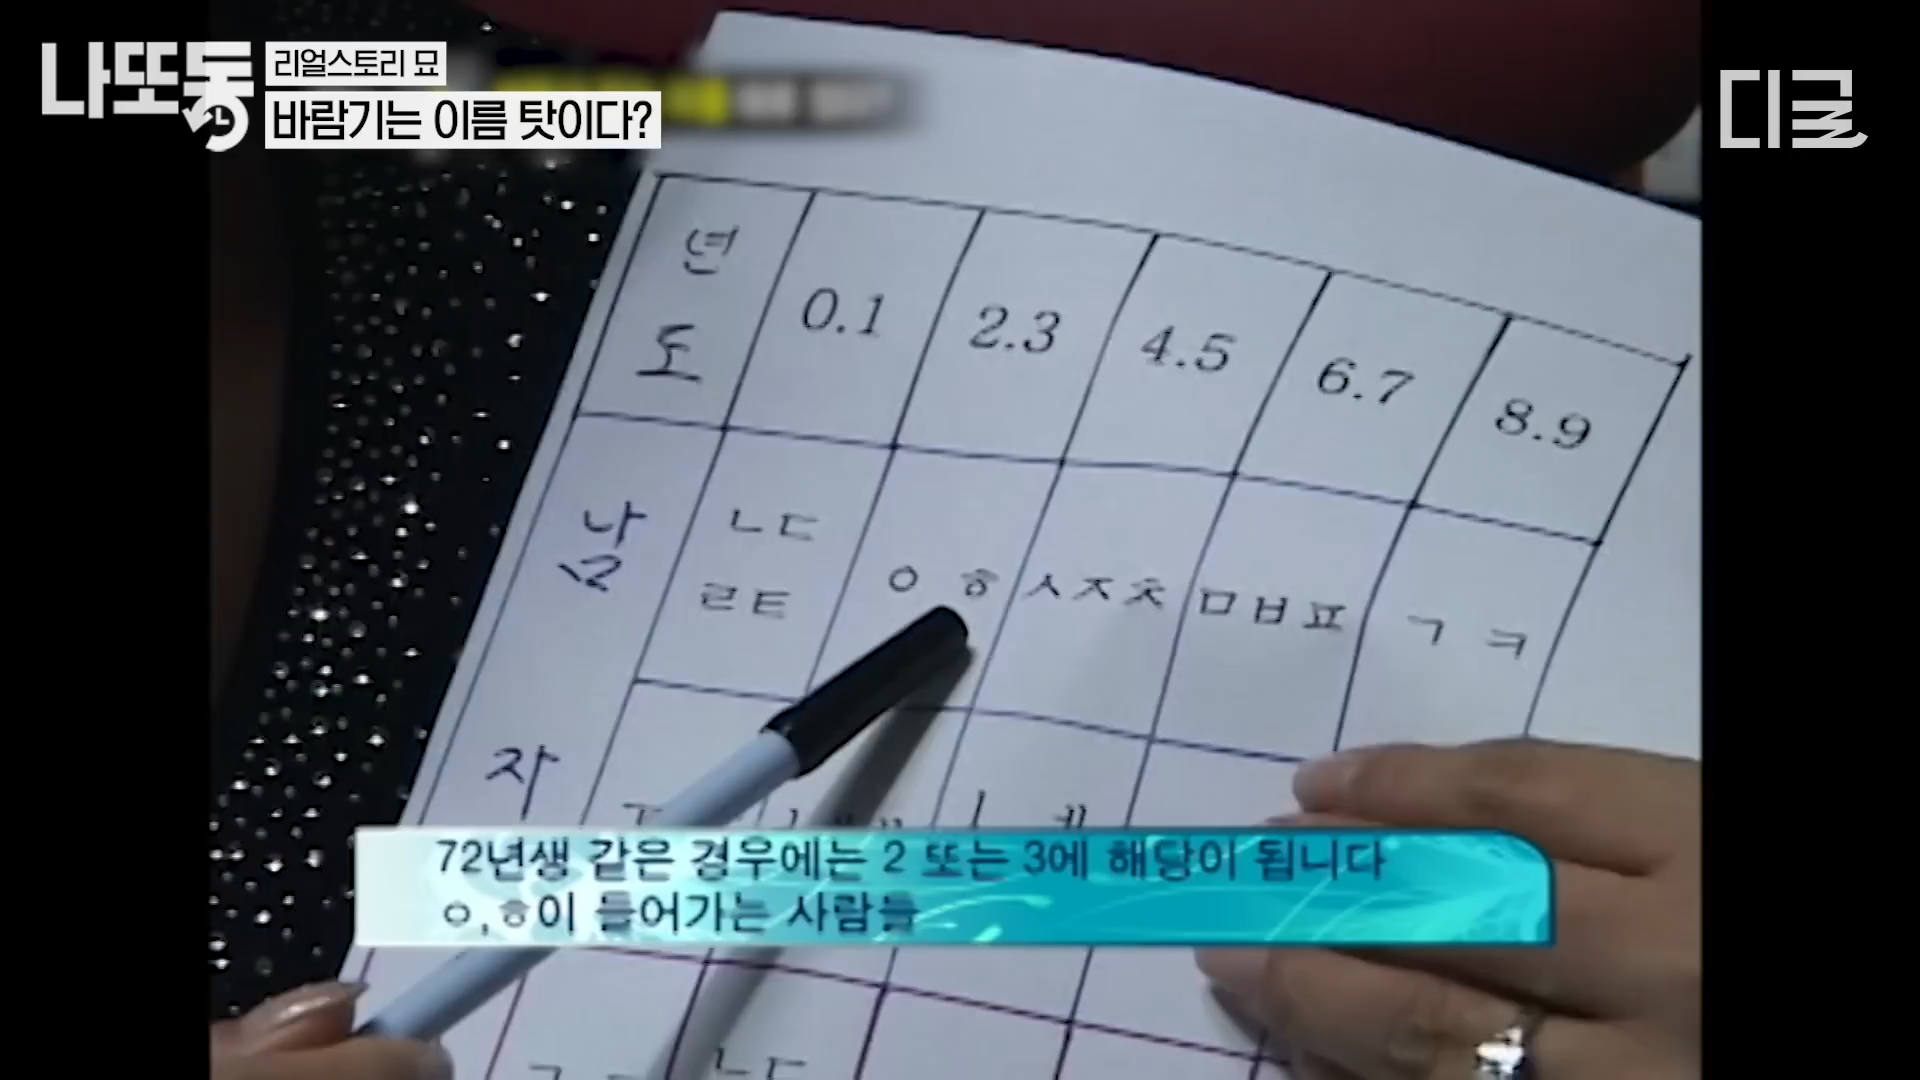 나또동
리얼스토리 묘
바람기는 이름 탓이다?
디글
년도 0.1 2.3 4.5 6.7 8.9
남
ㄴㄷ
ㄹㅌ
ㅇ ㅎ ㅅㅈㅊ ㅁㅂㅍ ㄱ ㅋ
자
72년생 같은 경우에는 2 또는 3에 해당이 됩니다
ㅇ,ㅎ이 들어가는 사람들
ㄴㄷ